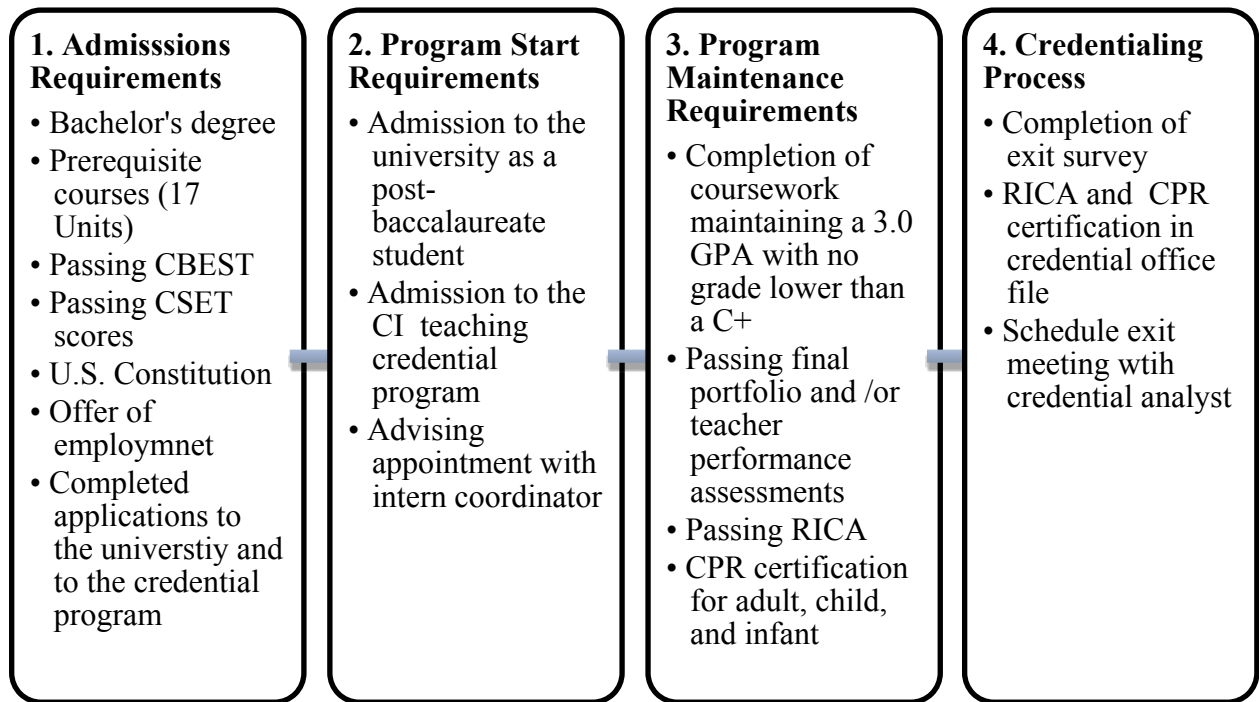 1. Admisssions
Requirements
• Bachelor's degree
• Prerequisite
courses (17
Units)
• Passing CBEST
• Passing CSET
scores
• U.S. Constitution
• Offer of
employmnet
• Completed
applications to
the universtiy and
to the credential
program
2. Program Start
Requirements
• Admission to the
university as a
post-
baccalaureate
student
• Admission to the
CI teaching
credential
program
• Advising
appointment with
intern coordinator
3. Program
Maintenance
Requirements
• Completion of
coursework
maintaining a 3.0
GPA with no
grade lower than
a C+
• Passing final
portfolio and /or
teacher
performance
assessments
• Passing RICA
• CPR certification
for adult, child,
and infant
4. Credentialing
Process
• Completion of
exit survey
• RICA and CPR
certification in
credential office
file
• Schedule exit
meeting wtih
credential analyst